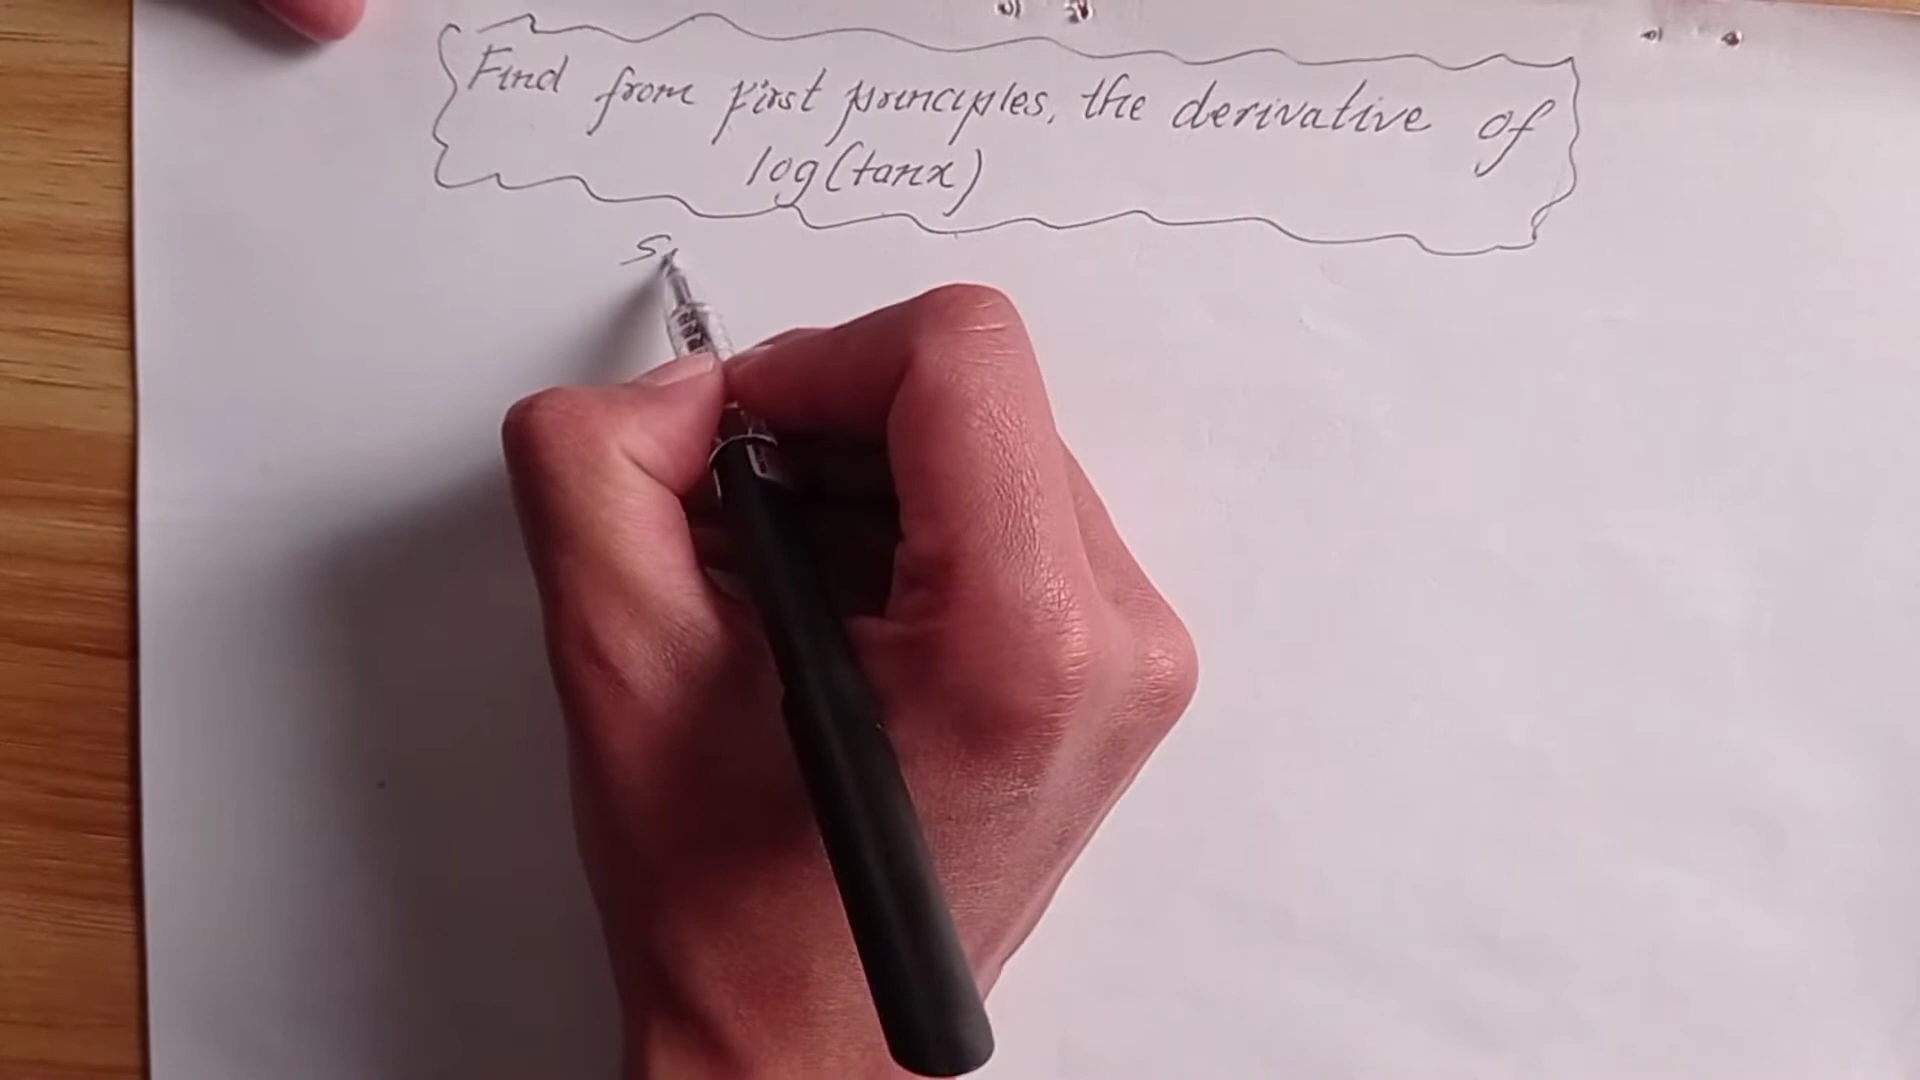 Find from first principles, the derivative of
log(tanx)